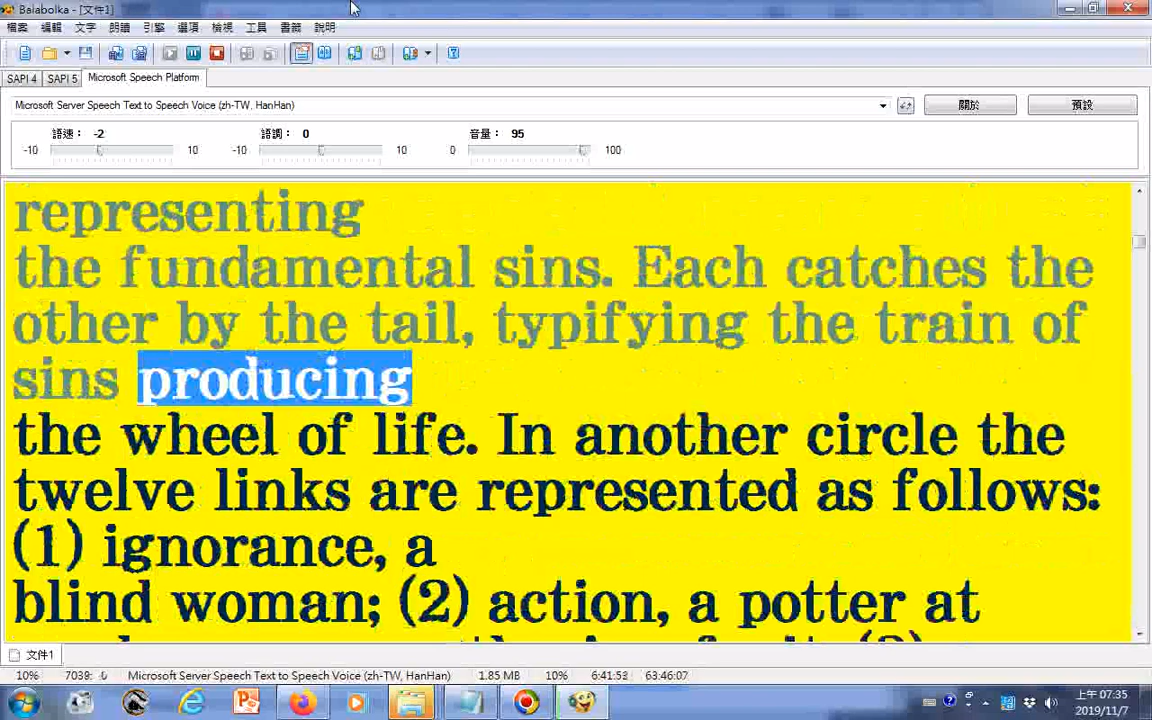 Balabolka - [文件1]
檔案 編輯 文字 朗讀 引擎 選項 檢視 工具 書籤 說明
SAPI 4 SAPI 5 Microsoft Speech Platform
Microsoft Server Speech Text to Speech Voice (zh-TW, HanHan)
關於 預設
語速： -2 語調： 0 音量： 95
-10 10 -10 10 0 100
representing
the fundamental sins. Each catches the
other by the tail, typifying the train of
sins producing
the wheel of life. In another circle the
twelve links are represented as follows:
(1) ignorance, a
blind woman; (2) action, a potter at
文件1
10% 7039: Microsoft Server Speech Text to Speech Voice (zh-TW, HanHan) 1.85 MB 10% 6:41:53 63:46:07
上午 07:35
2019/11/7